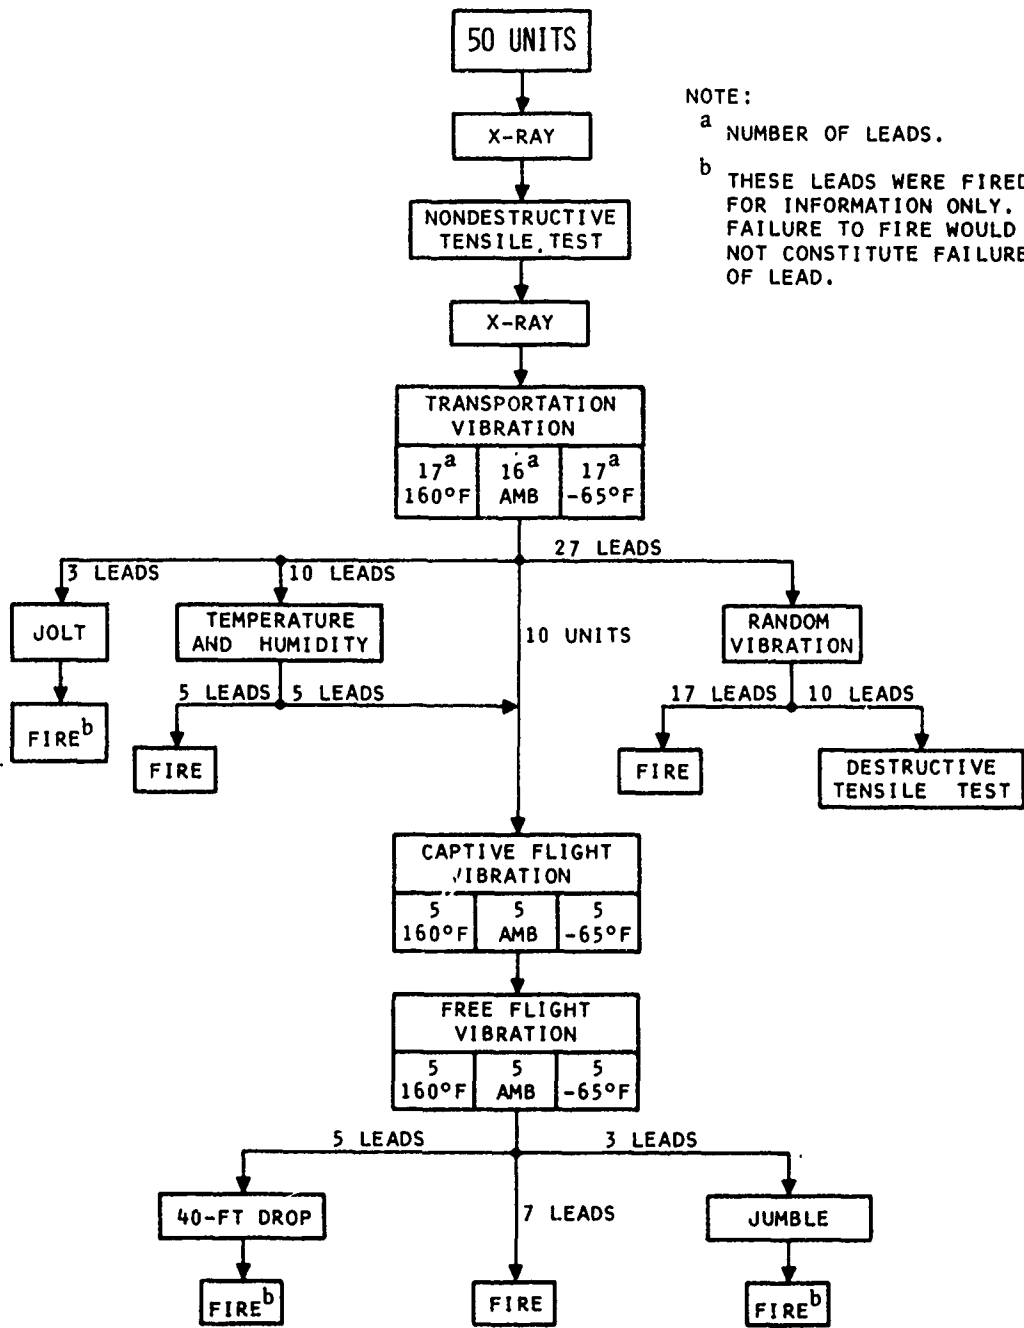 50 UNITS
X-RAY
NOTE:
a NUMBER OF LEADS.
b THESE LEADS WERE FIRED
FOR INFORMATION ONLY.
FAILURE TO FIRE WOULD
NOT CONSTITUTE FAILURE
OF LEAD.
NONDESTRUCTIVE
TENSILE TEST
X-RAY
TRANSPORTATION
VIBRATION
17a 16a 17a
160°F AMB -65°F
27 LEADS
3 LEADS 10 LEADS
JOLT
TEMPERATURE
AND HUMIDITY
10 UNITS
RANDOM
VIBRATION
5 LEADS 5 LEADS
17 LEADS 10 LEADS
FIREb
FIRE
FIRE
DESTRUCTIVE
TENSILE TEST
CAPTIVE FLIGHT
VIBRATION
5 5 5
160°F AMB -65°F
FREE FLIGHT
VIBRATION
5 5 5
160°F AMB -65°F
5 LEADS 3 LEADS
40-FT DROP
7 LEADS
JUMBLE
FIREb
FIRE
FIREb